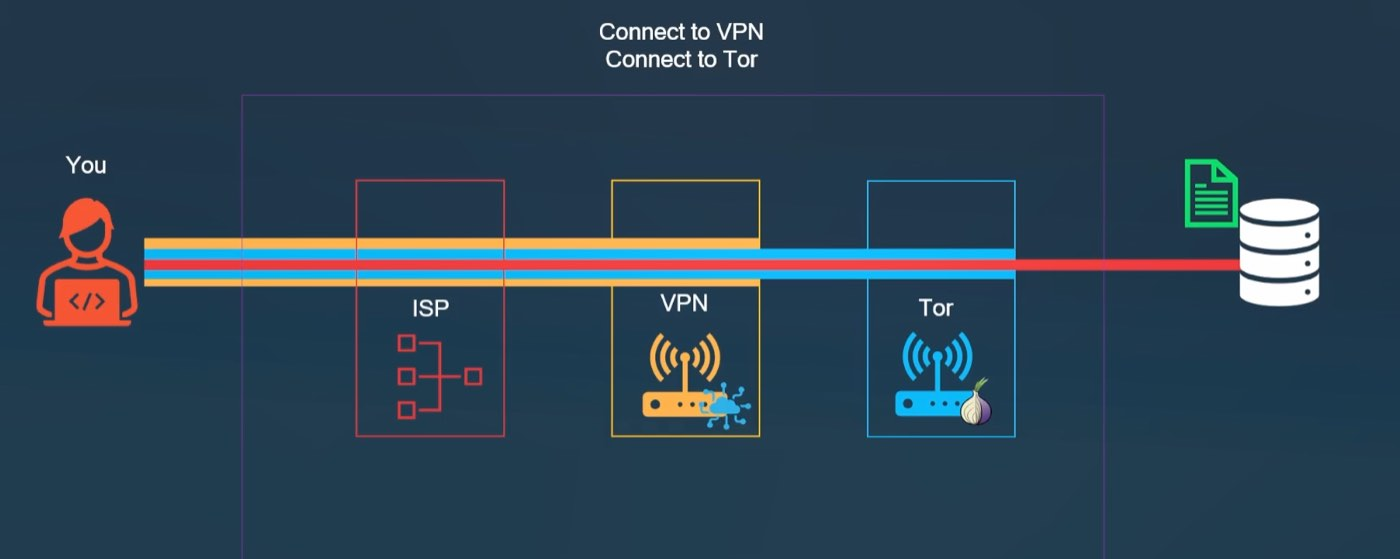 Connect to VPN
Connect to Tor
You
ISP
VPN
Tor